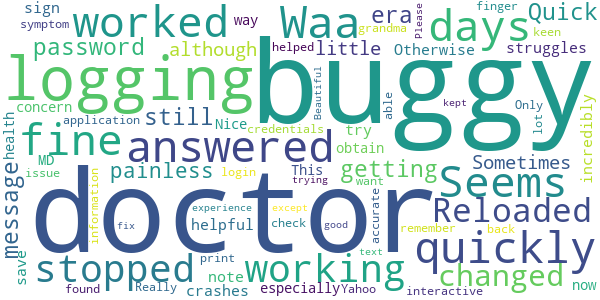 sign
symptom
worked
Waa
era
way
days
Please
finger
Quick
grandma
keen
password
although
helped
little
Otherwise
struggles
logging
buggy
concern
application
still
Nice
Beautiful
able
Only
lot
incredibly
health
fine
MD
issue
answered
credentials
try
obtain
kept
message
painless
login
This
trying
want
getting
Sometimes
Seems
information
doctor
accurate
Reloaded
experience
except
remember
back
fix
helpful
check
good
quickly
save
stopped
print
note
working
text
changed
now
found
Really
crashes
especially
Yahoo
interactive